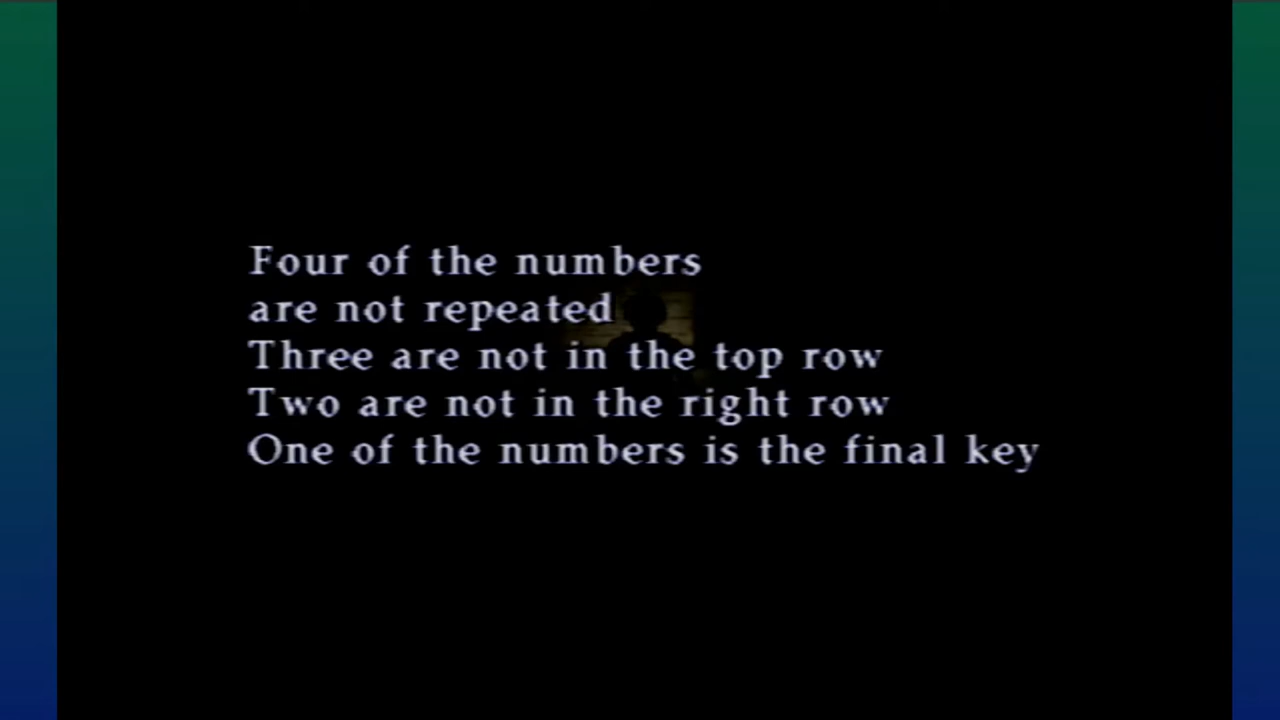 Four of the numbers
are not repeated
Three are not in the top row
Two are not in the right row
One of the numbers is the final key